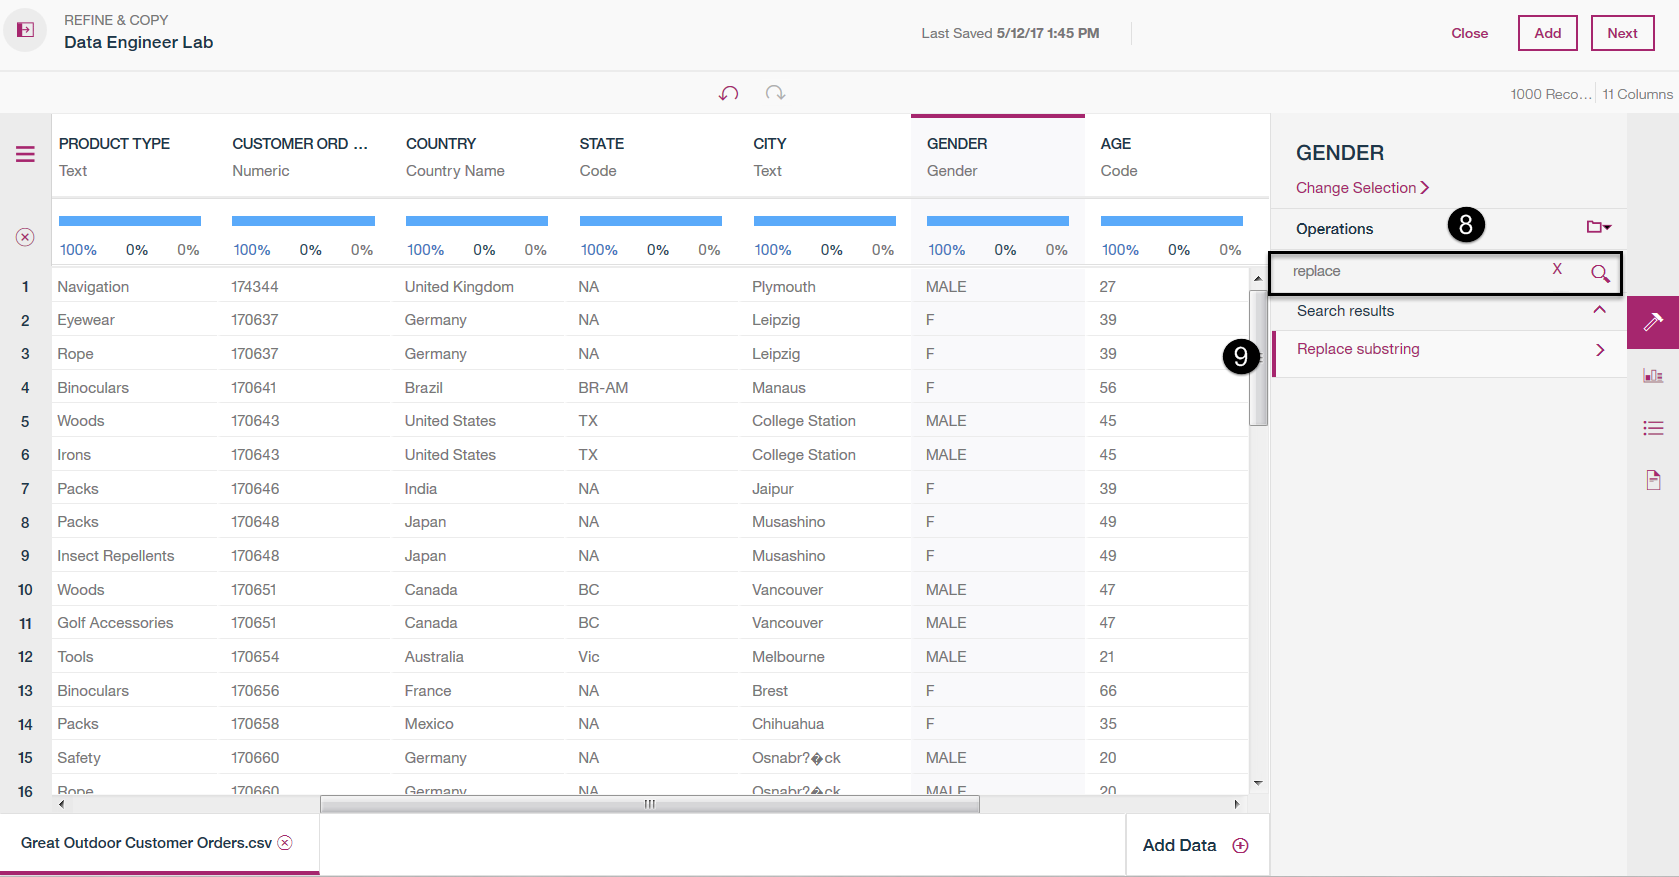 REFINE & COPY
Data Engineer Lab
Last Saved 5/12/17 1:45 PM
Close Add Next
1000 Reco... 11 Columns
PRODUCT TYPE CUSTOMER ORD ... COUNTRY STATE CITY GENDER AGE
Text Numeric Country Name Code Text Gender Code
100% 0% 0% 100% 0% 0% 100% 0% 0% 100% 0% 0% 100% 0% 0% 100% 0% 0% 100% 0% 0%
1 Navigation 174344 United Kingdom NA Plymouth MALE 27
2 Eyewear 170637 Germany NA Leipzig F 39
3 Rope 170637 Germany NA Leipzig F 39
4 Binoculars 170641 Brazil BR-AM Manaus F 56
5 Woods 170643 United States TX College Station MALE 45
6 Irons 170643 United States TX College Station MALE 45
7 Packs 170646 India NA Jaipur F 39
8 Packs 170648 Japan NA Musashino F 49
9 Insect Repellents 170648 Japan NA Musashino F 49
10 Woods 170651 Canada BC Vancouver MALE 47
11 Golf Accessories 170651 Canada BC Vancouver MALE 47
12 Tools 170654 Australia Vic Melbourne MALE 21
13 Binoculars 170656 France NA Brest F 66
14 Packs 170658 Mexico NA Chihuahua F 35
15 Safety 170660 Germany NA Osnabr?�ck MALE 20
16 Rope 170660 Germany NA Osnabr?�ck MALE 20
GENDER
Change Selection
Operations 8
replace X
Search results
9 Replace substring
Great Outdoor Customer Orders.csv
Add Data